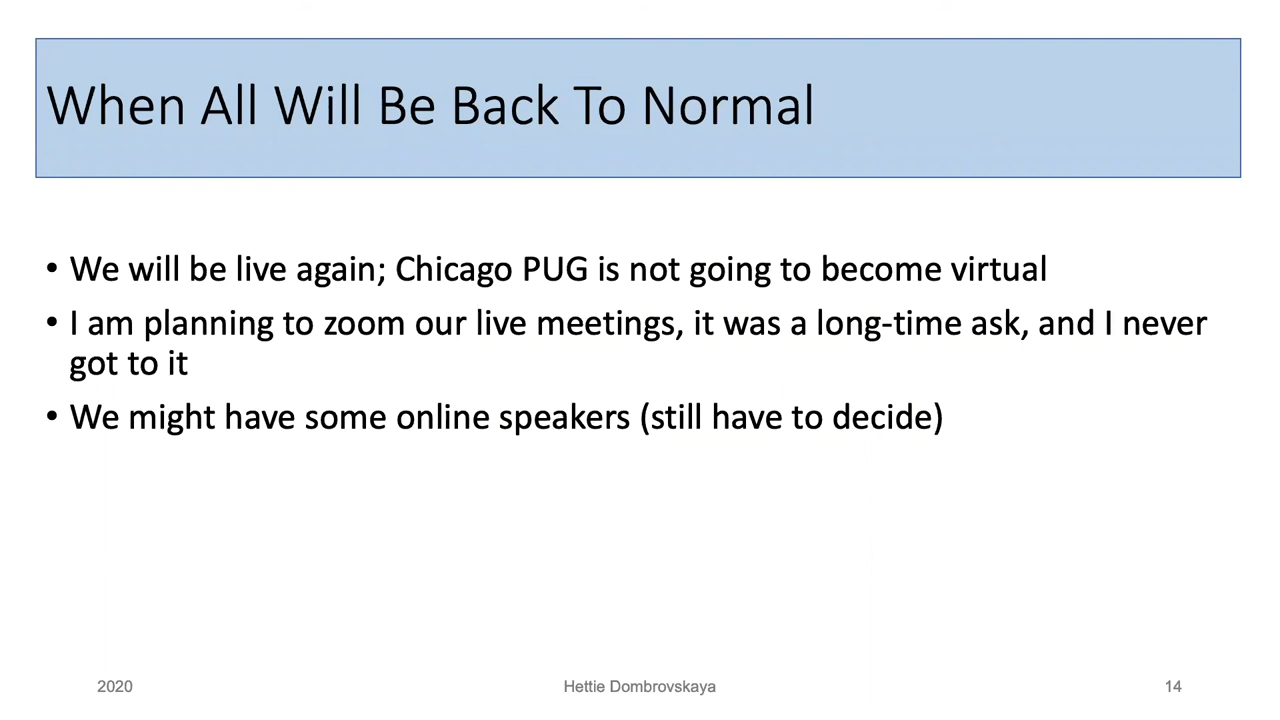 When All Will Be Back To Normal
• We will be live again; Chicago PUG is not going to become virtual
• I am planning to zoom our live meetings, it was a long-time ask, and I never
got to it
• We might have some online speakers (still have to decide)
2020
Hettie Dombrovskaya
14